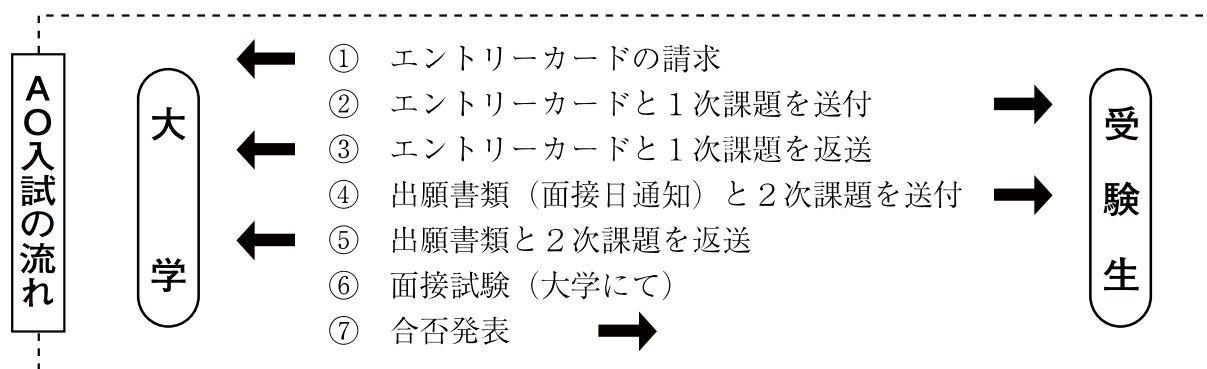 AO入試の流れ
大学
① エントリーカードの請求
② エントリーカードと１次課題を送付
③ エントリーカードと１次課題を返送
④ 出願書類（面接日通知）と２次課題を送付
⑤ 出願書類と２次課題を返送
⑥ 面接試験（大学にて）
⑦ 合否発表
受験生